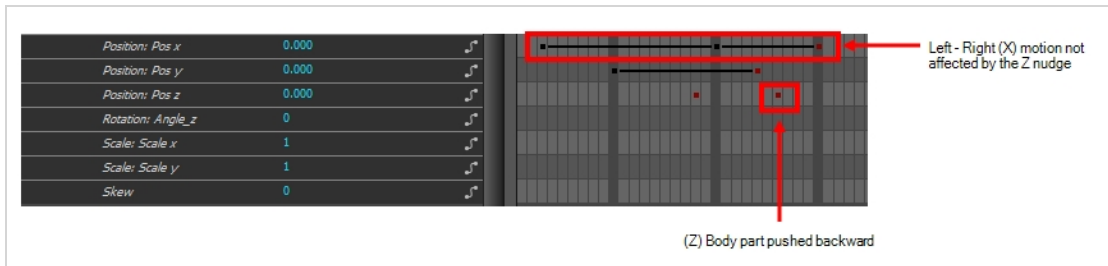 Position: Pos x 0.000
Left - Right (X) motion not
affected by the Z nudge
Position: Pos y 0.000
Position: Pos z 0.000
Rotation: Angle_z 0
Scale: Scale x 1
Scale: Scale y 1
Skew 0
(Z) Body part pushed backward